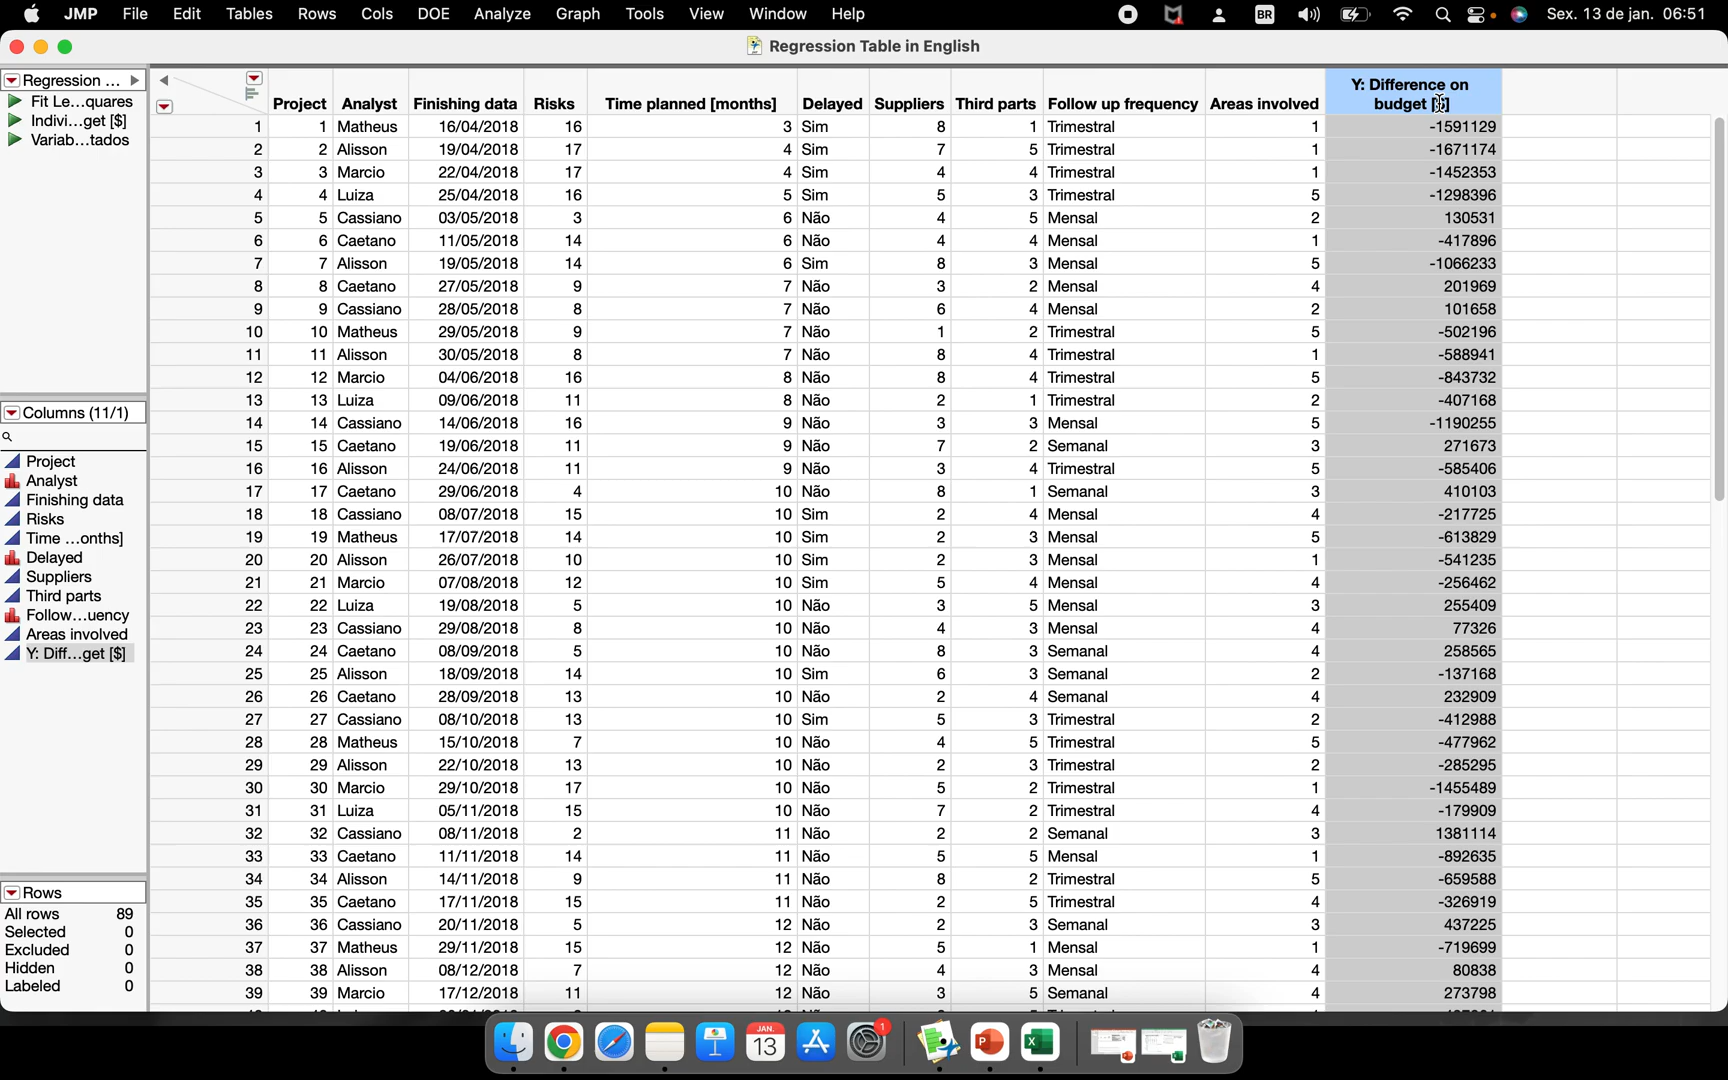 JMP File Edit Tables Rows Cols DOE Analyze Graph Tools View Window Help BR Sex. 13 de jan. 06:51
Regression Table in English
Regression ...
Fit Le...quares
Indivi...get [$]
Variab...tados
Columns (11/1)
Project
Analyst
Finishing data
Risks
Time ...onths]
Delayed
Suppliers
Third parts
Follow...uency
Areas involved
Y: Diff...get [$]
Rows
All rows 89
Selected 0
Excluded 0
Hidden 0
Labeled 0
Project Analyst Finishing data Risks Time planned [months] Delayed Suppliers Third parts Follow up frequency Areas involved Y: Difference on
budget [$]
1 1 Matheus 16/04/2018 16 3 Sim 8 1 Trimestral 1 -1591129
2 2 Alisson 19/04/2018 17 4 Sim 7 5 Trimestral 1 -1671174
3 3 Marcio 22/04/2018 17 4 Sim 4 4 Trimestral 1 -1452353
4 4 Luiza 25/04/2018 16 5 Sim 5 3 Trimestral 5 -1298396
5 5 Cassiano 03/05/2018 3 6 Não 4 5 Mensal 2 130531
6 6 Caetano 11/05/2018 14 6 Não 4 4 Mensal 1 -417896
7 7 Alisson 19/05/2018 14 6 Sim 8 3 Mensal 5 -1066233
8 8 Caetano 27/05/2018 9 7 Não 3 2 Mensal 4 201969
9 9 Cassiano 28/05/2018 8 7 Não 6 4 Mensal 2 101658
10 10 Matheus 29/05/2018 9 7 Não 1 2 Trimestral 5 -502196
11 11 Alisson 30/05/2018 8 7 Não 8 4 Trimestral 1 -588941
12 12 Marcio 04/06/2018 16 8 Não 8 4 Trimestral 5 -843732
13 13 Luiza 09/06/2018 11 8 Não 2 1 Trimestral 2 -407168
14 14 Cassiano 14/06/2018 16 9 Não 3 3 Mensal 5 -1190255
15 15 Caetano 19/06/2018 11 9 Não 7 2 Semanal 3 271673
16 16 Alisson 24/06/2018 11 9 Não 3 4 Trimestral 5 -585406
17 17 Caetano 29/06/2018 4 10 Não 8 1 Semanal 3 410103
18 18 Cassiano 08/07/2018 15 10 Sim 2 4 Mensal 4 -217725
19 19 Matheus 17/07/2018 14 10 Sim 2 3 Mensal 5 -613829
20 20 Alisson 26/07/2018 10 10 Sim 2 3 Mensal 1 -541235
21 21 Marcio 07/08/2018 12 10 Sim 5 4 Mensal 4 -256462
22 22 Luiza 19/08/2018 5 10 Não 3 5 Mensal 3 255409
23 23 Cassiano 29/08/2018 8 10 Não 4 3 Mensal 4 77326
24 24 Caetano 08/09/2018 5 10 Não 8 3 Semanal 4 258565
25 25 Alisson 18/09/2018 14 10 Sim 6 3 Semanal 2 -137168
26 26 Caetano 28/09/2018 13 10 Não 2 4 Semanal 4 232909
27 27 Cassiano 08/10/2018 13 10 Sim 5 3 Trimestral 2 -412988
28 28 Matheus 15/10/2018 7 10 Não 4 5 Trimestral 5 -477962
29 29 Alisson 22/10/2018 13 10 Não 2 3 Trimestral 2 -285295
30 30 Marcio 29/10/2018 17 10 Não 5 2 Trimestral 1 -1455489
31 31 Luiza 05/11/2018 15 10 Não 7 2 Trimestral 4 -179909
32 32 Cassiano 08/11/2018 2 11 Não 2 2 Semanal 3 1381114
33 33 Caetano 11/11/2018 14 11 Não 5 5 Mensal 1 -892635
34 34 Alisson 14/11/2018 9 11 Não 8 2 Trimestral 5 -659588
35 35 Caetano 17/11/2018 15 11 Não 2 5 Trimestral 4 -326919
36 36 Cassiano 20/11/2018 5 12 Não 2 3 Semanal 3 437225
37 37 Matheus 29/11/2018 15 12 Não 5 1 Mensal 1 -719699
38 38 Alisson 08/12/2018 7 12 Não 4 3 Mensal 4 80838
39 39 Marcio 17/12/2018 11 12 Não 3 5 Semanal 4 273798
JAN.
13
1